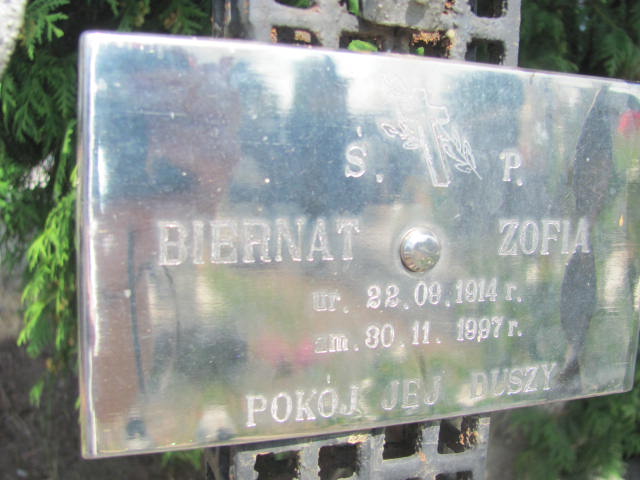 Ś. P.
BIERNAT ZOFIA
ur. 22.09.1914 r.
zm. 30.11.1997 r.
POKÓJ JEJ DUSZY